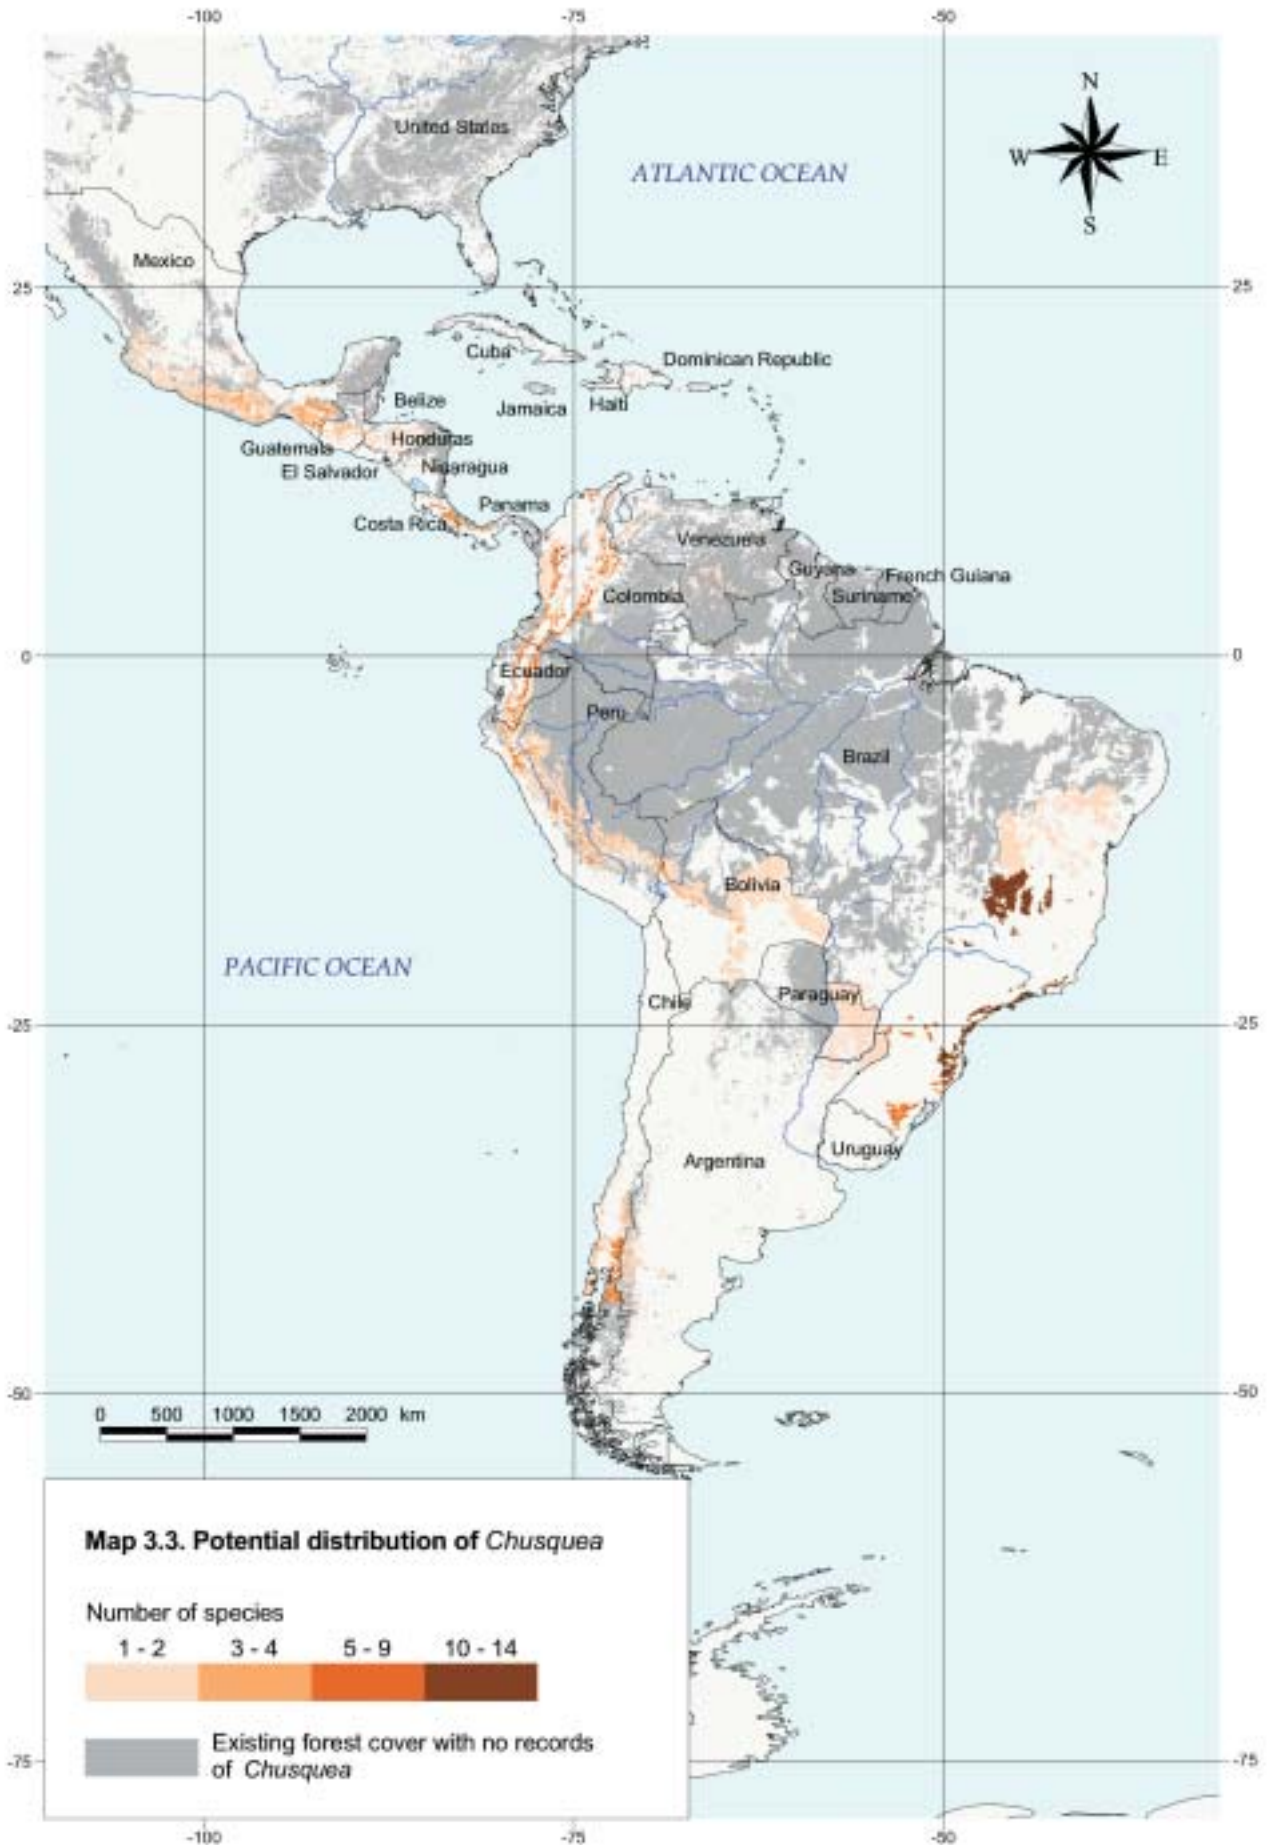 -100 -75 -50
N
United States
W E
ATLANTIC OCEAN
S
Mexico
25 25
Cuba
Dominican Republic
Belize
Jamaica Haiti
Guatemala Honduras
El Salvador Nicaragua
Panama
Costa Rica
Venezuela
Guyana French Guiana
Colombia Suriname
0 0
Ecuador
Peru
Brazil
Bolivia
PACIFIC OCEAN
Chile Paraguay
-25 -25
Uruguay
Argentina
-50 -50
0 500 1000 1500 2000 km
Map 3.3. Potential distribution of Chusquea
Number of species
1 - 2 3 - 4 5 - 9 10 - 14
Existing forest cover with no records
of Chusquea
-75 -75
-100 -75 -50